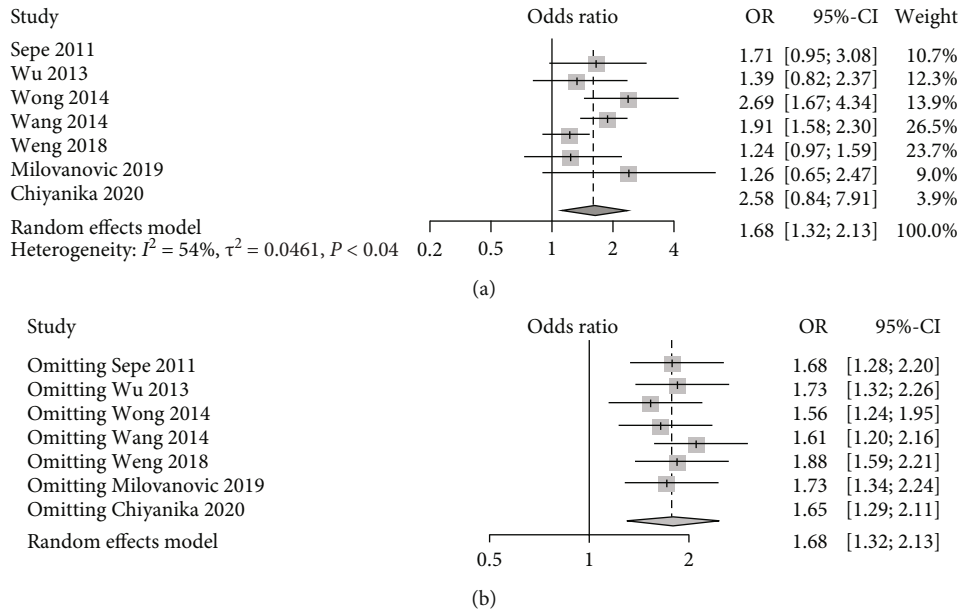 Study Odds ratio OR 95%-CI Weight
Sepe 2011 1.71 [0.95; 3.08] 10.7%
Wu 2013 1.39 [0.82; 2.37] 12.3%
Wong 2014 2.69 [1.67; 4.34] 13.9%
Wang 2014 1.91 [1.58; 2.30] 26.5%
Weng 2018 1.24 [0.97; 1.59] 23.7%
Milovanovic 2019 1.26 [0.65; 2.47] 9.0%
Chiyanika 2020 2.58 [0.84; 7.91] 3.9%
Random effects model 1.68 [1.32; 2.13] 100.0%
Heterogeneity: I² = 54%, τ² = 0.0461, P < 0.04 0.2 0.5 1 2 4
(a)
Study Odds ratio OR 95%-CI
Omitting Sepe 2011 1.68 [1.28; 2.20]
Omitting Wu 2013 1.73 [1.32; 2.26]
Omitting Wong 2014 1.56 [1.24; 1.95]
Omitting Wang 2014 1.61 [1.20; 2.16]
Omitting Weng 2018 1.88 [1.59; 2.21]
Omitting Milovanovic 2019 1.73 [1.34; 2.24]
Omitting Chiyanika 2020 1.65 [1.29; 2.11]
Random effects model 1.68 [1.32; 2.13]
0.5 1 2
(b)